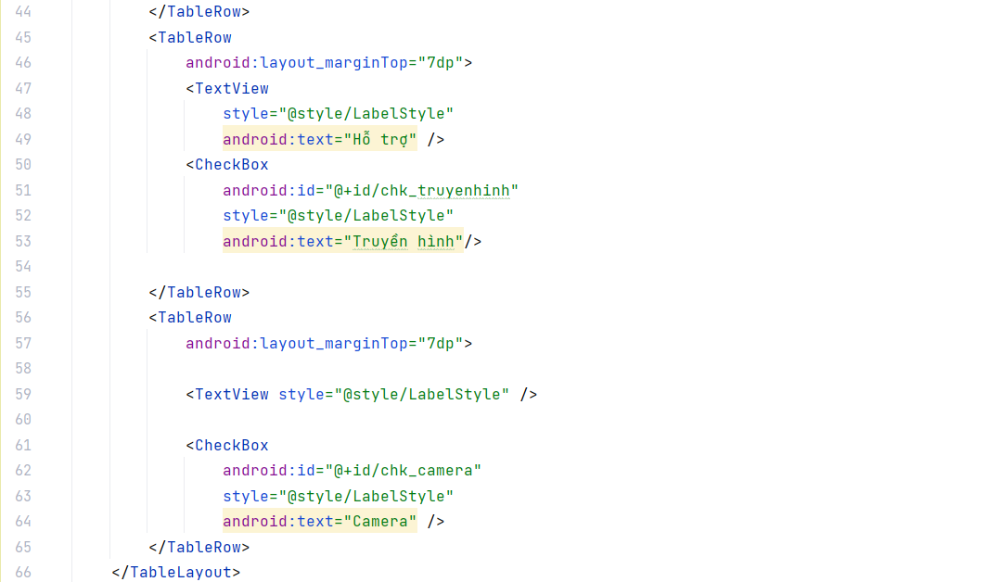 44 </TableRow>
45 <TableRow
46 android:layout_marginTop="7dp">
47 <TextView
48 style="@style/LabelStyle"
49 android:text="Hỗ trợ" />
50 <CheckBox
51 android:id="@+id/chk_truyenhinh"
52 style="@style/LabelStyle"
53 android:text="Truyền hình"/>
54
55 </TableRow>
56 <TableRow
57 android:layout_marginTop="7dp">
58
59 <TextView style="@style/LabelStyle" />
60
61 <CheckBox
62 android:id="@+id/chk_camera"
63 style="@style/LabelStyle"
64 android:text="Camera" />
65 </TableRow>
66 </TableLayout>